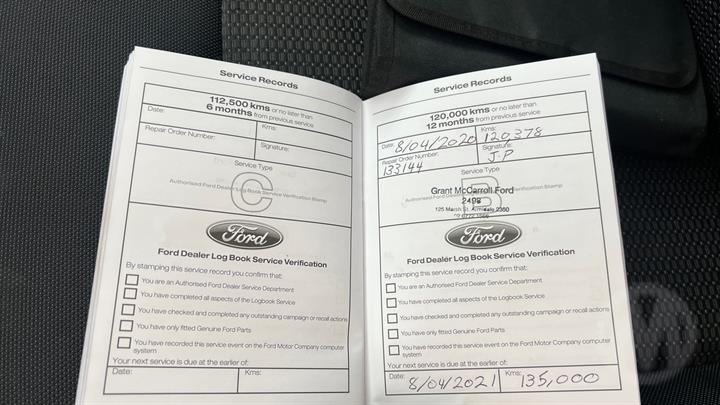 Service Records
112,500 kms or no later than
6 months from previous service
Date:
Kms:
Repair Order Number:
Signature:
Service Type
C
Authorised Ford Dealer Log Book Service Verification Stamp
Ford
Ford Dealer Log Book Service Verification
By stamping this service record you confirm that:
You are an Authorised Ford Dealer Service Department
You have completed all aspects of the Logbook Service
You have checked and completed any outstanding campaign or recall actions
You have only fitted Genuine Ford Parts
You have recorded this service event on the Ford Motor Company computer
system
Your next service is due at the earlier of:
Date:
Kms:
Service Records
120,000 kms or no later than
12 months from previous service
Date: 8/04/2020
Kms: 120,378
Repair Order Number:
133144
Signature:
J-P
Service Type
B
Grant McCarroll Ford
Authorised Ford Verification Stamp
2498
125 Marsh St. Armidale 2350
Ford
Ford Dealer Log Book Service Verification
By stamping this service record you confirm that:
You are an Authorised Ford Dealer Service Department
You have completed all aspects of the Logbook Service
You have checked and completed any outstanding campaign or recall actions
You have only fitted Genuine Ford Parts
You have recorded this service event on the Ford Motor Company computer
system
Your next service is due at the earlier of:
Date: 8/04/2021
Kms: 135,000